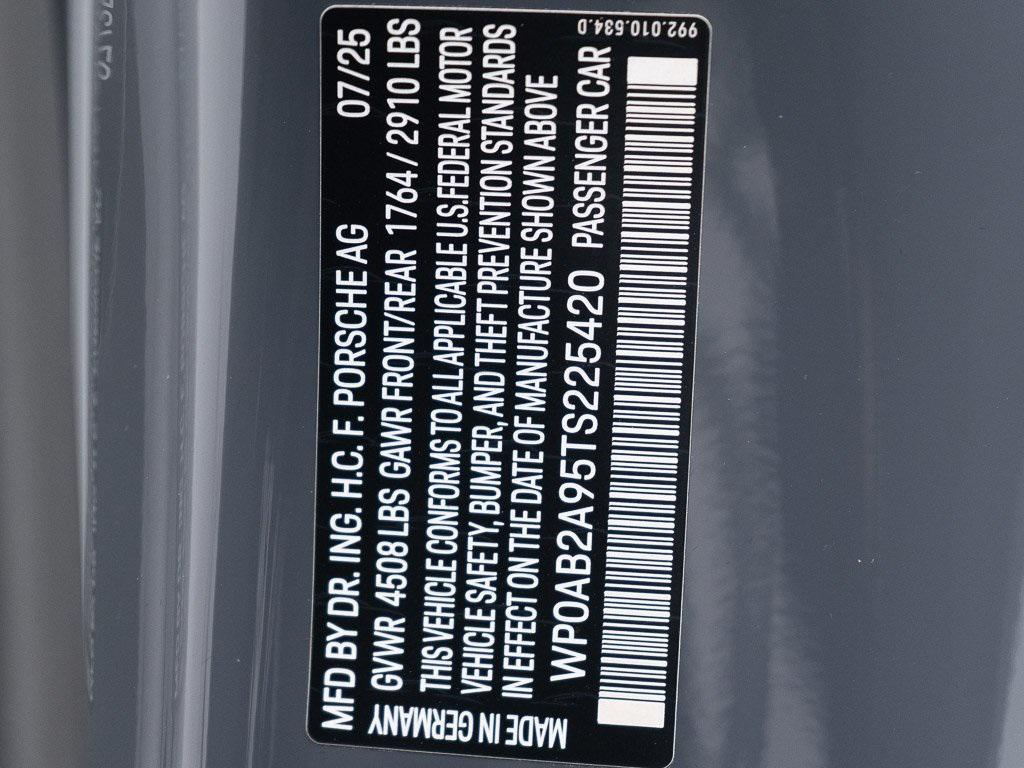 MFD BY DR. ING. H.C. F. PORSCHE AG 07/25
GVWR 4508 LBS GAWR FRONT/REAR 1764 / 2910 LBS
THIS VEHICLE CONFORMS TO ALL APPLICABLE U.S. FEDERAL MOTOR
VEHICLE SAFETY, BUMPER, AND THEFT PREVENTION STANDARDS
IN EFFECT ON THE DATE OF MANUFACTURE SHOWN ABOVE
WP0AB2A95TS225420 PASSENGER CAR
MADE IN GERMANY
992.010.534.D